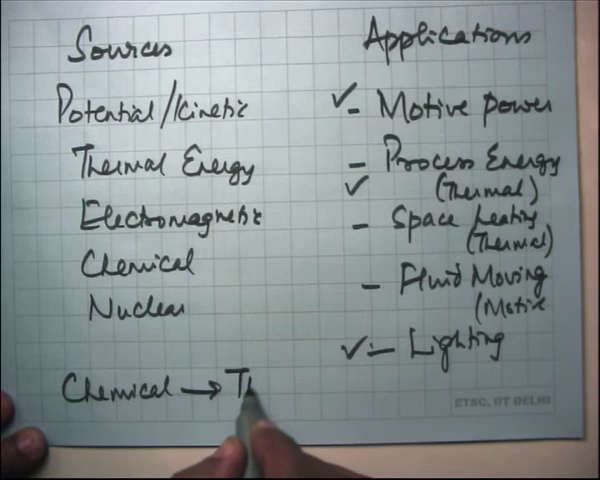 Sources
Applications
Potential/Kinetic
✓- Motive power
Thermal Energy
- Process Energy
✓ (Thermal)
Electromagnetic
- Space heating
(Thermal)
Chemical
- Fluid Moving
Nuclear
(Motive
✓- Lighting
Chemical → Th
ETSC, IIT DELHI